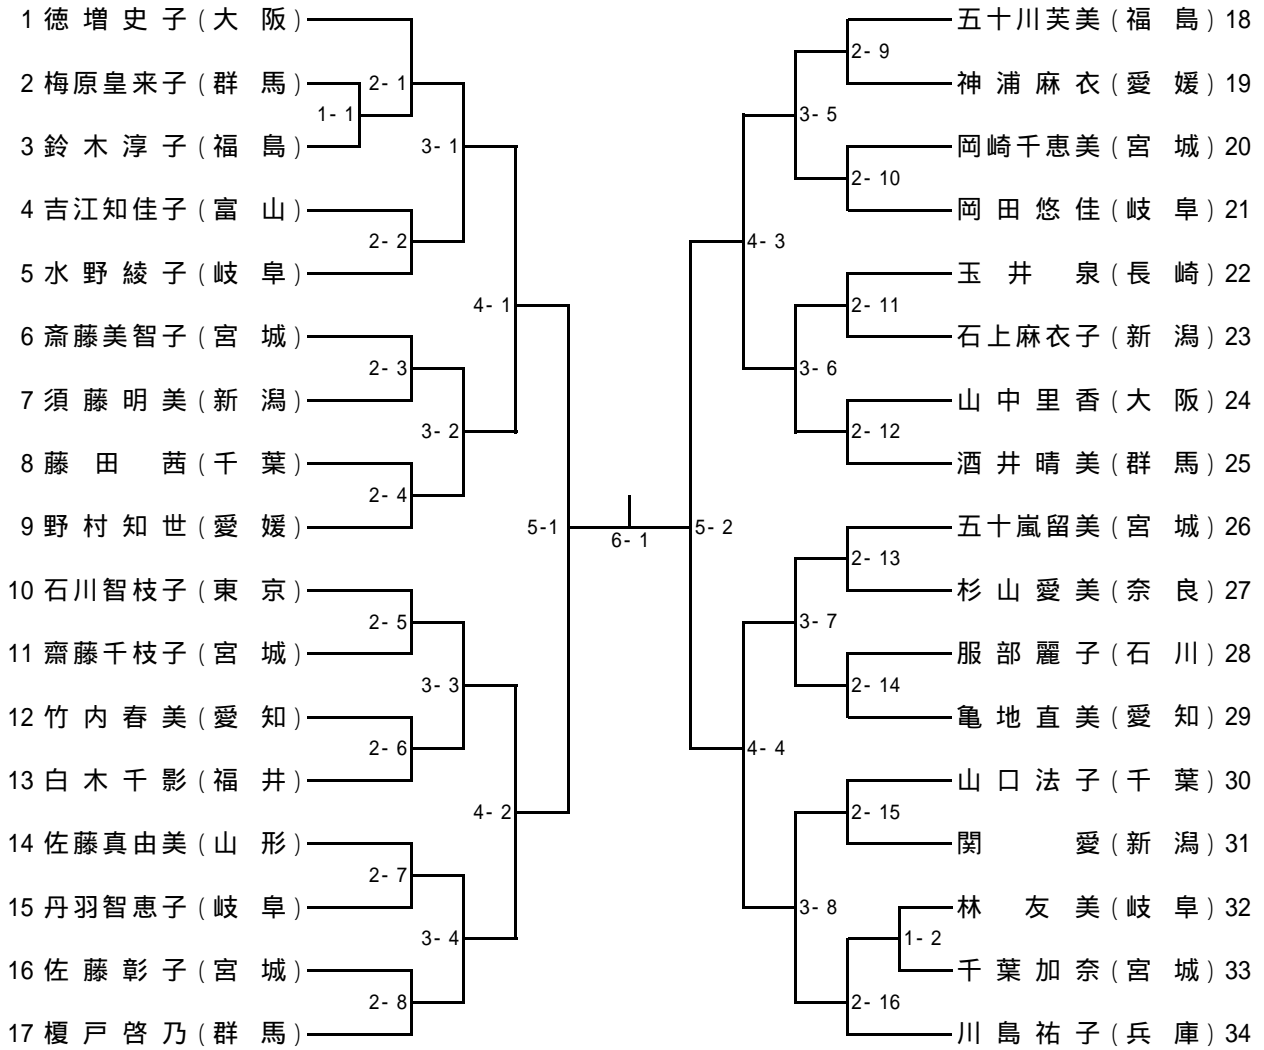 1 徳増史子(大阪)
2 梅原皇来子(群馬)
3 鈴木淳子(福島)
4 吉江知佳子(富山)
5 水野綾子(岐阜)
6 斎藤美智子(宮城)
7 須藤明美(新潟)
8 藤田茜(千葉)
9 野村知世(愛媛)
10 石川智枝子(東京)
11 齋藤千枝子(宮城)
12 竹内春美(愛知)
13 白木千影(福井)
14 佐藤真由美(山形)
15 丹羽智恵子(岐阜)
16 佐藤彰子(宮城)
17 榎戸啓乃(群馬)
1- 1
2- 1
2- 2
2- 3
2- 4
2- 5
2- 6
2- 7
2- 8
3- 1
3- 2
3- 3
3- 4
4- 1
4- 2
5-1
6- 1
5- 2
4- 3
4- 4
3- 5
3- 6
3- 7
3- 8
2- 9
2- 10
2- 11
2- 12
2- 13
2- 14
2- 15
2- 16
1- 2
五十川芙美(福島) 18
神浦麻衣(愛媛) 19
岡崎千恵美(宮城) 20
岡田悠佳(岐阜) 21
玉井泉(長崎) 22
石上麻衣子(新潟) 23
山中里香(大阪) 24
酒井晴美(群馬) 25
五十嵐留美(宮城) 26
杉山愛美(奈良) 27
服部麗子(石川) 28
亀地直美(愛知) 29
山口法子(千葉) 30
関愛(新潟) 31
林友美(岐阜) 32
千葉加奈(宮城) 33
川島祐子(兵庫) 34